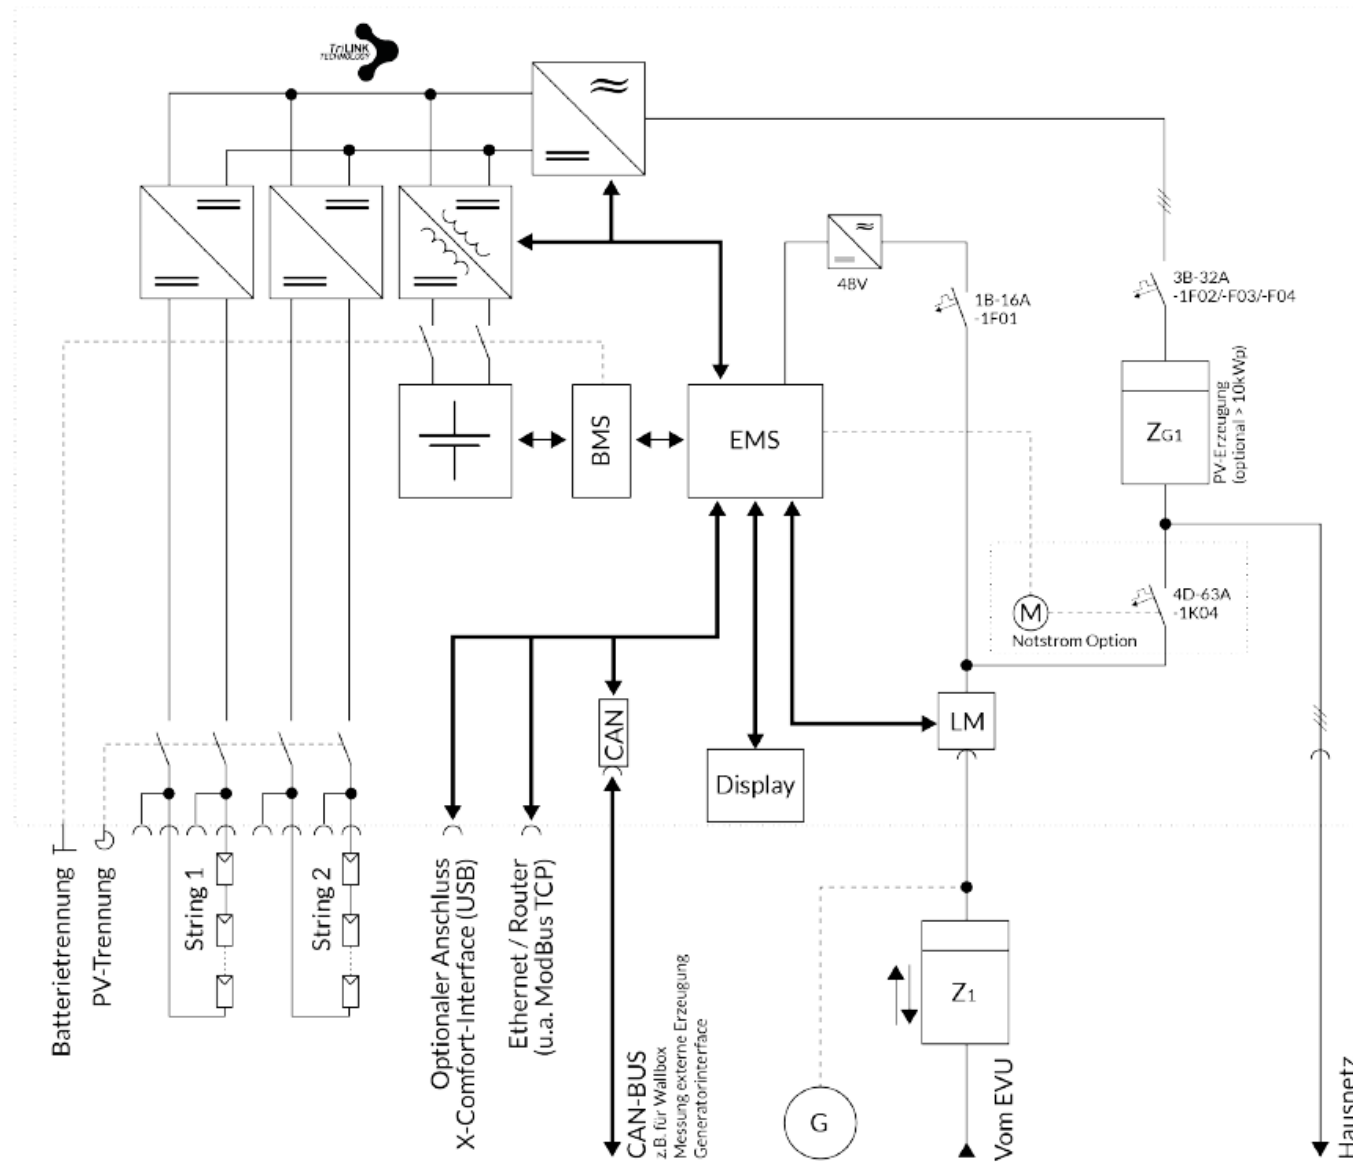 TriLINK
TECHNOLOGY
48V
1B-16A
-1F01
3B-32A
-1F02/-F03/-F04
ZG1
PV-Erzeugung
(optional > 10kWp)
BMS
EMS
M
Notstrom Option
4D-63A
-1K04
LM
CAN
Display
Batterietrennung
PV-Trennung
String 1
String 2
Optionaler Anschluss
X-Comfort-Interface (USB)
Ethernet / Router
(u.a. ModBus TCP)
CAN-BUS
z.B. für Wallbox
Messung externe Erzeugung
Generatorinterface
G
Z1
Vom EVU
Hausnetz